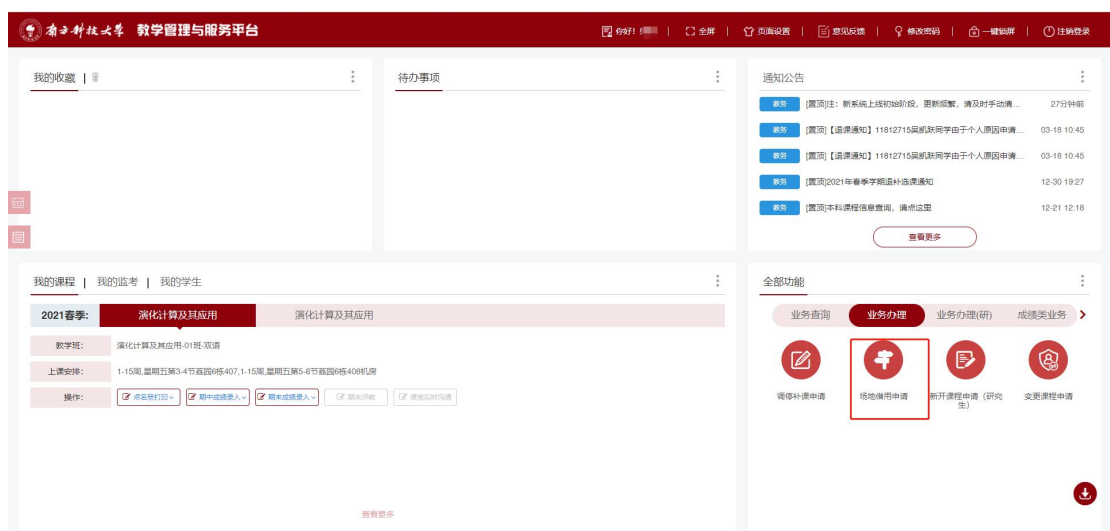 南方科技大学 教学管理与服务平台
你好! 全屏 页面设置 意见反馈 修改密码 一键锁屏 注销登录
我的收藏
待办事项
通知公告
教务 [置顶]注：新系统上线初始阶段，更新频繁，请及时手动清... 27分钟前
教务 [置顶]【退课通知】11812715吴凯跃同学由于个人原因申请... 03-18 10:45
教务 [置顶]【退课通知】11812715吴凯跃同学由于个人原因申请... 03-18 10:45
教务 [置顶]2021年春季学期退补选课通知 12-30 19:27
教务 [置顶]本科课程信息查询，请点这里 12-21 12:18
查看更多
我的课程 | 我的监考 | 我的学生
2021春季: 演化计算及其应用 演化计算及其应用
教学班: 演化计算及其应用-01班-双语
上课安排: 1-15周,星期五第3-4节荔园6栋407,1-15周,星期五第5-6节荔园6栋408机房
操作: 点名册打印 期中成绩录入 期末成绩录入 期末评教 课堂实时沟通
查看更多
全部功能
业务查询 业务办理 业务办理(研) 成绩类业务
调停补课申请 场地借用申请 新开课程申请（研究生） 变更课程申请